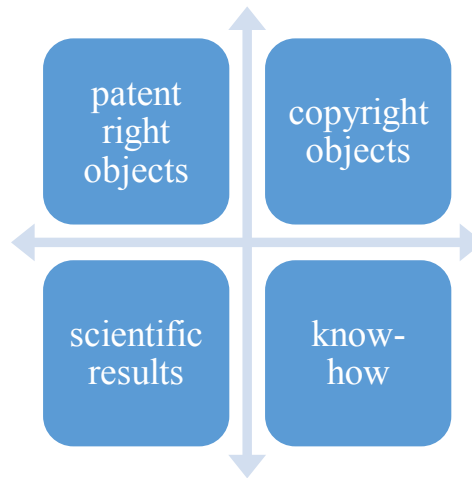 patent
right
objects
copyright
objects
scientific
results
know-
how